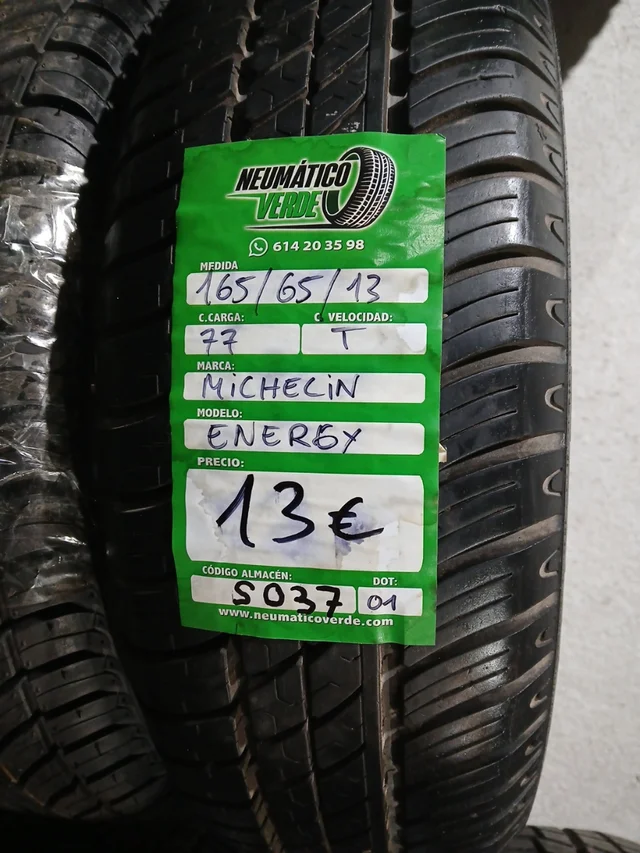 NEUMÁTICO
VERDE
614 20 35 98
MEDIDA
165/65/13
C.CARGA: C. VELOCIDAD:
77 T
MARCA:
MICHELIN
MODELO:
ENERGY
PRECIO:
13€
CÓDIGO ALMACÉN: DOT:
S037 01
www.neumaticoverde.com